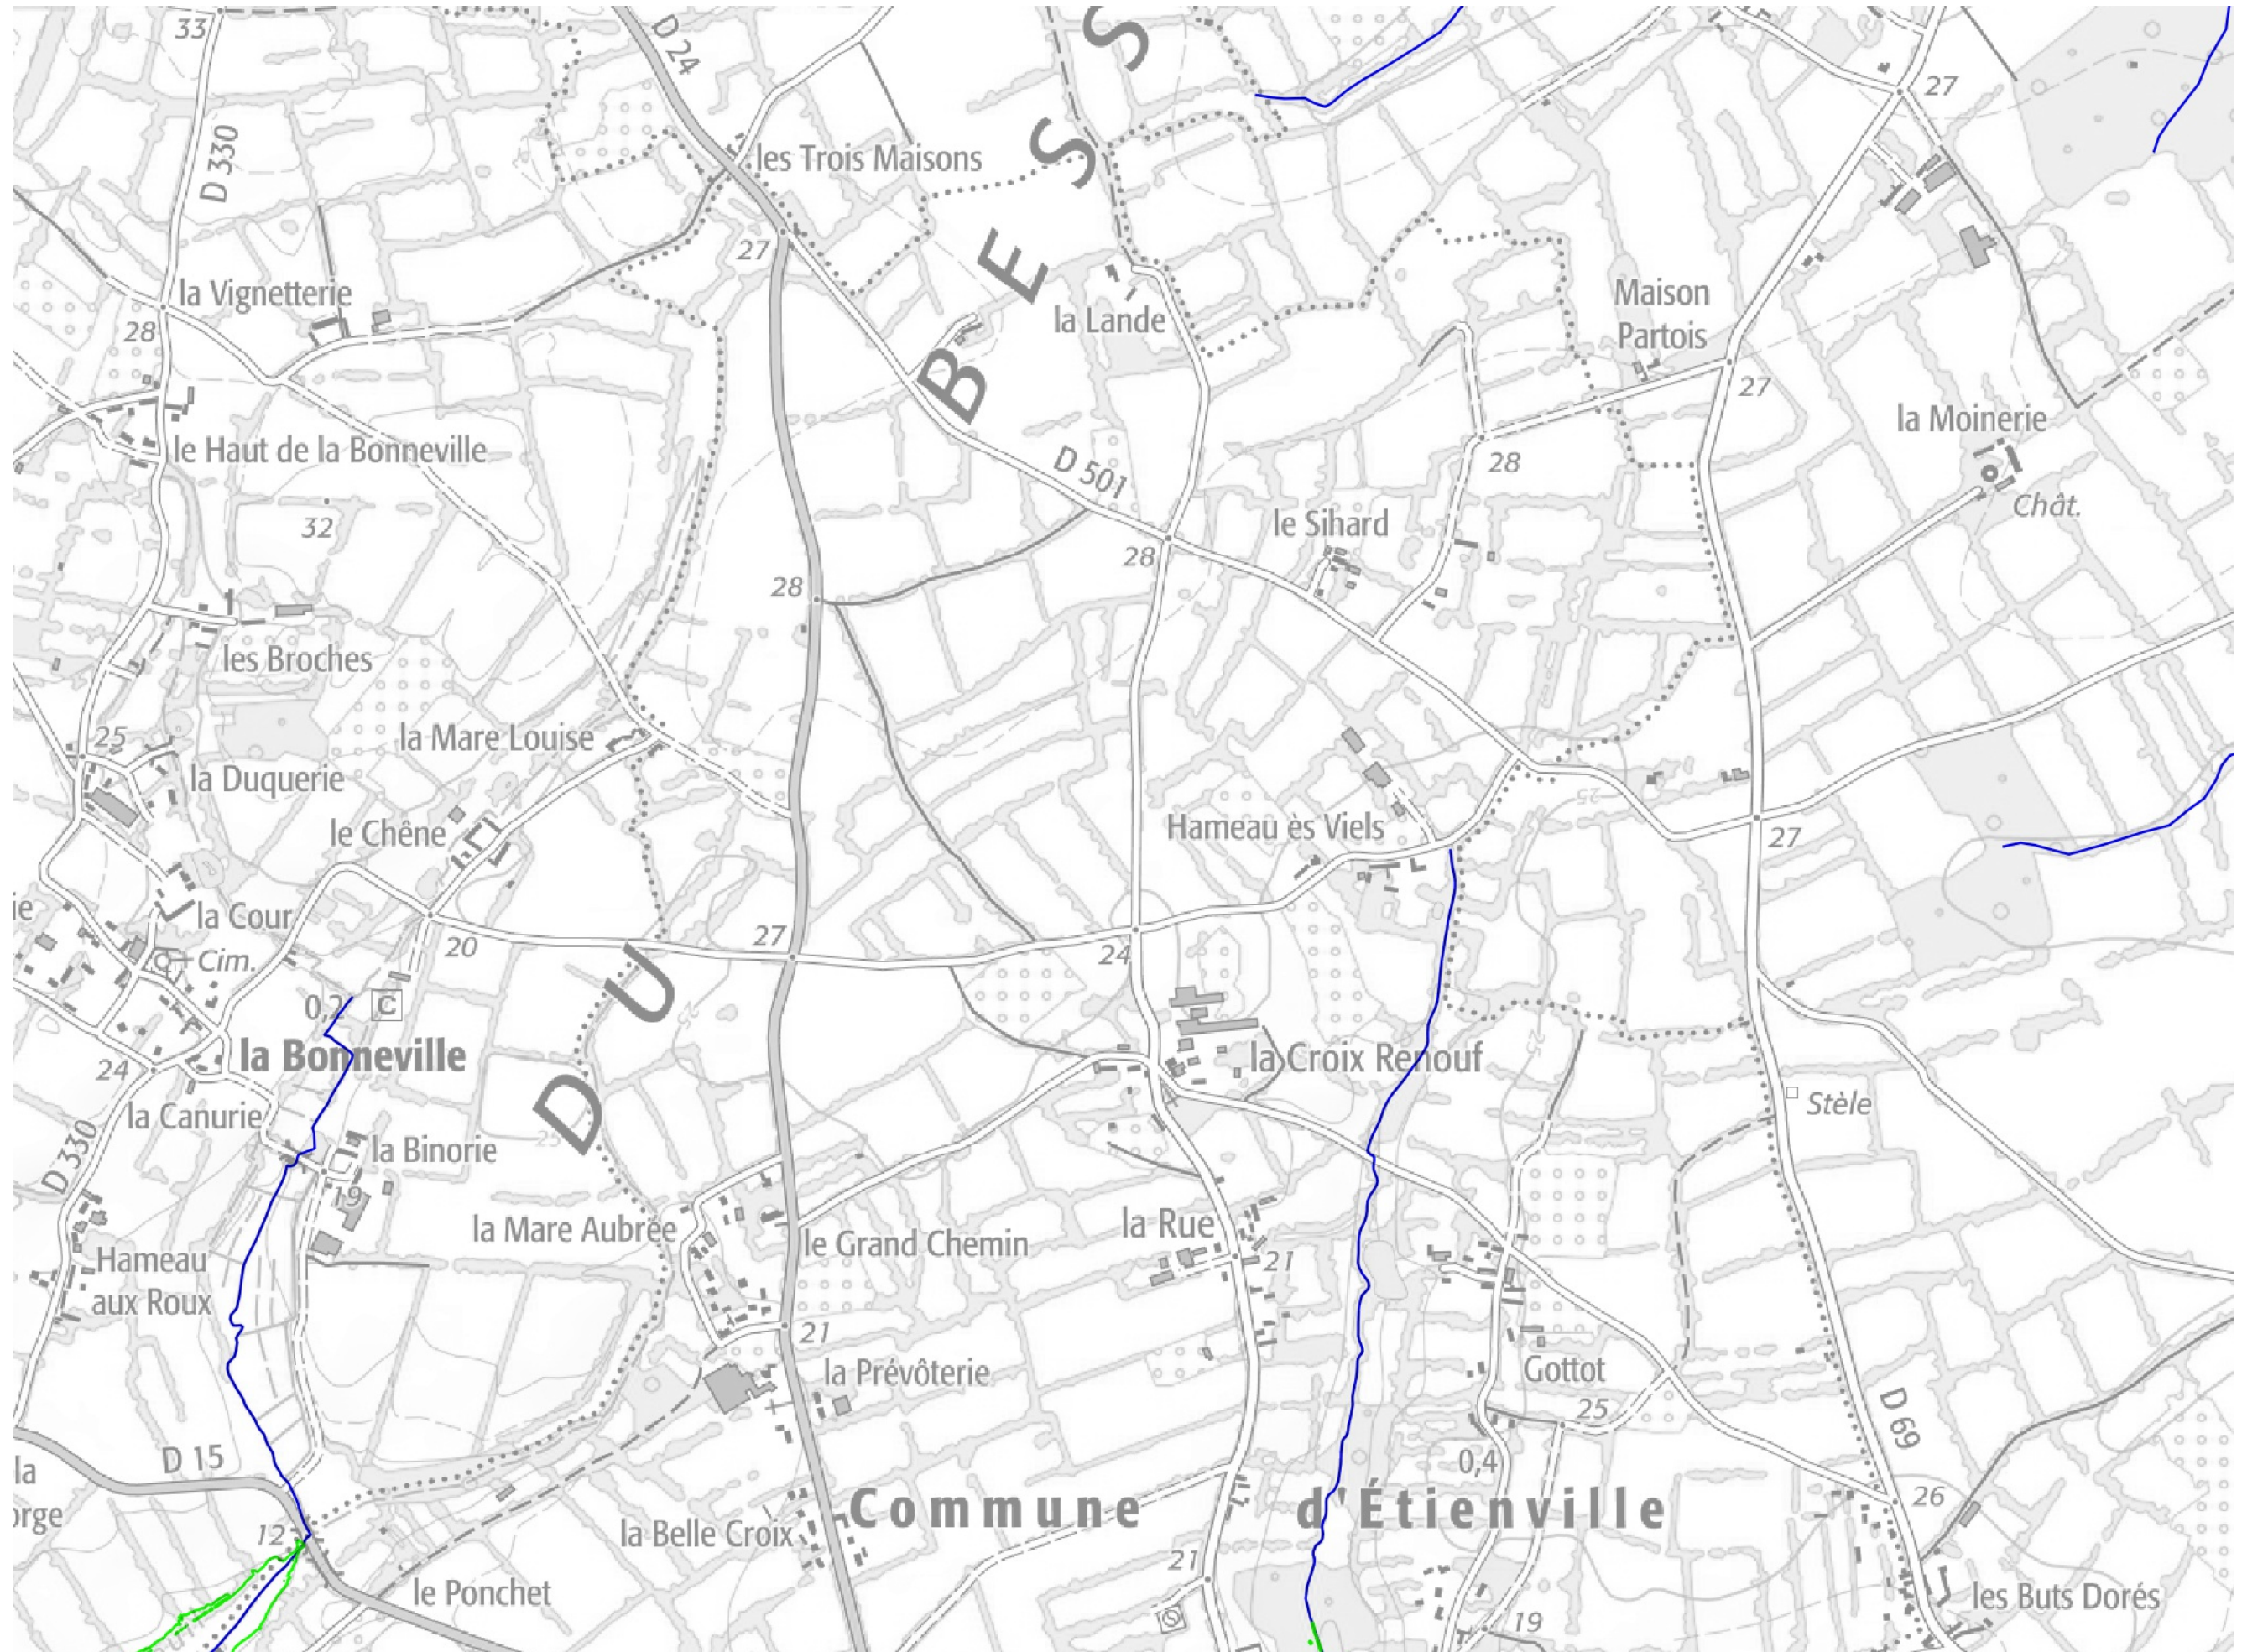 33
D 24
S
27
D 330
les Trois Maisons
S
27
E
la Vignetterie
la Lande
Maison
Partois
28
B
27
la Moinerie
le Haut de la Bonneville
D 501
28
Chât.
32
le Sihard
28
28
les Broches
25
la Mare Louise
la Duquerie
25
le Chêne
Hameau ès Viels
27
ie
la Cour
20
27
24
Cim.
U
0,2
C
la Bonneville
la Croix Renouf
24
D
Stèle
la Canurie
25
D 330
la Binorie
19
la Mare Aubrée
le Grand Chemin
la Rue
21
Hameau
aux Roux
21
la Prévôterie
Gottot
25
D 69
D 15
la
orge
0,4
26
Commune d'Étienville
12
la Belle Croix
21
le Ponchet
19
les Buts Dorés